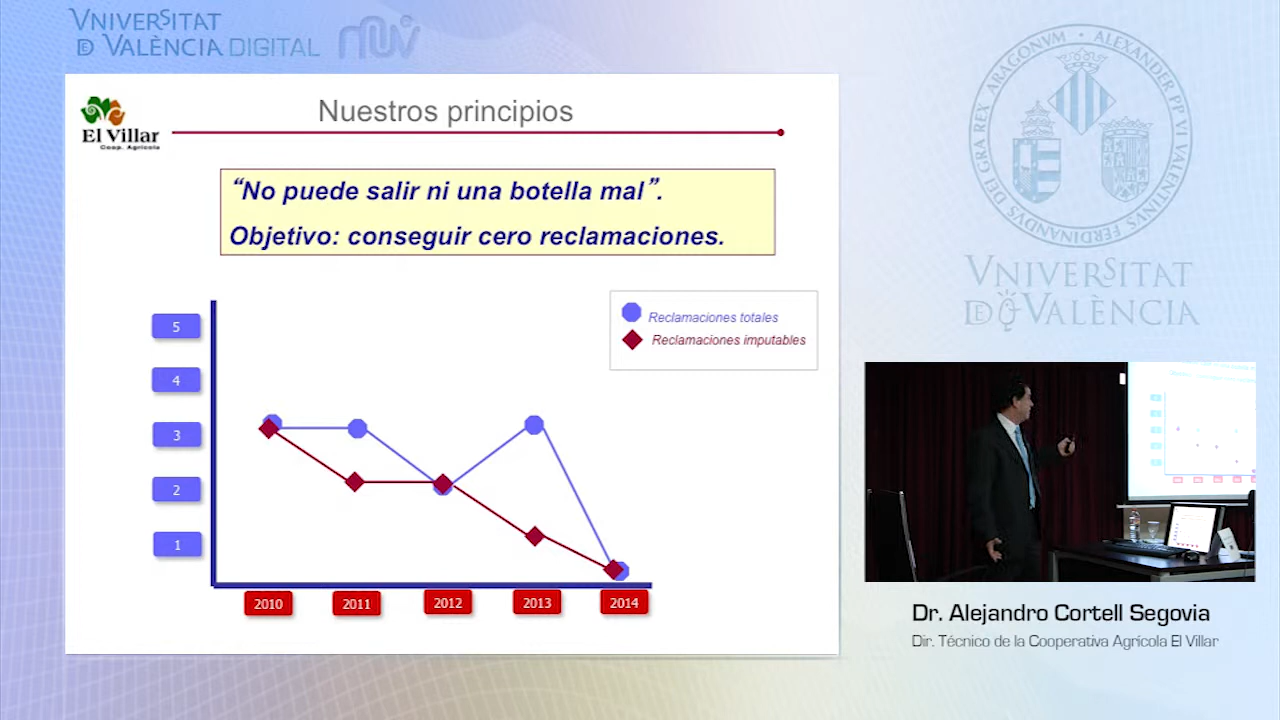 VNIVERSITAT
DE VALÈNCIA DIGITAL
El Villar
Coop. Agrícola
Nuestros principios
“No puede salir ni una botella mal”.
Objetivo: conseguir cero reclamaciones.
Reclamaciones totales
Reclamaciones imputables
5
4
3
2
1
2010
2011
2012
2013
2014
VNIVERSITAT
DE VALÈNCIA
Dr. Alejandro Cortell Segovia
Dir. Técnico de la Cooperativa Agrícola El Villar